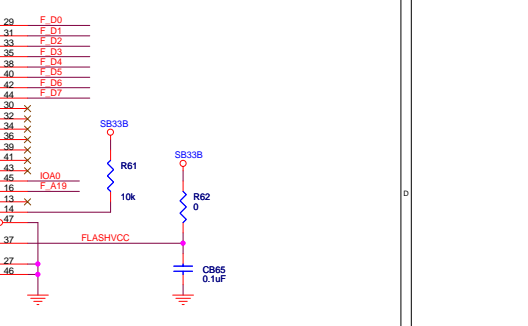 29 F_D0
31 F_D1
33 F_D2
35 F_D3
38 F_D4
40 F_D5
42 F_D6
44 F_D7
30
32
34
36
39
41
43
45 IOA0
16 F_A19
13
14
47
37 FLASHVCC
27
46
SB33B
R61
10k
SB33B
R62
0
CB65
0.1uF
D